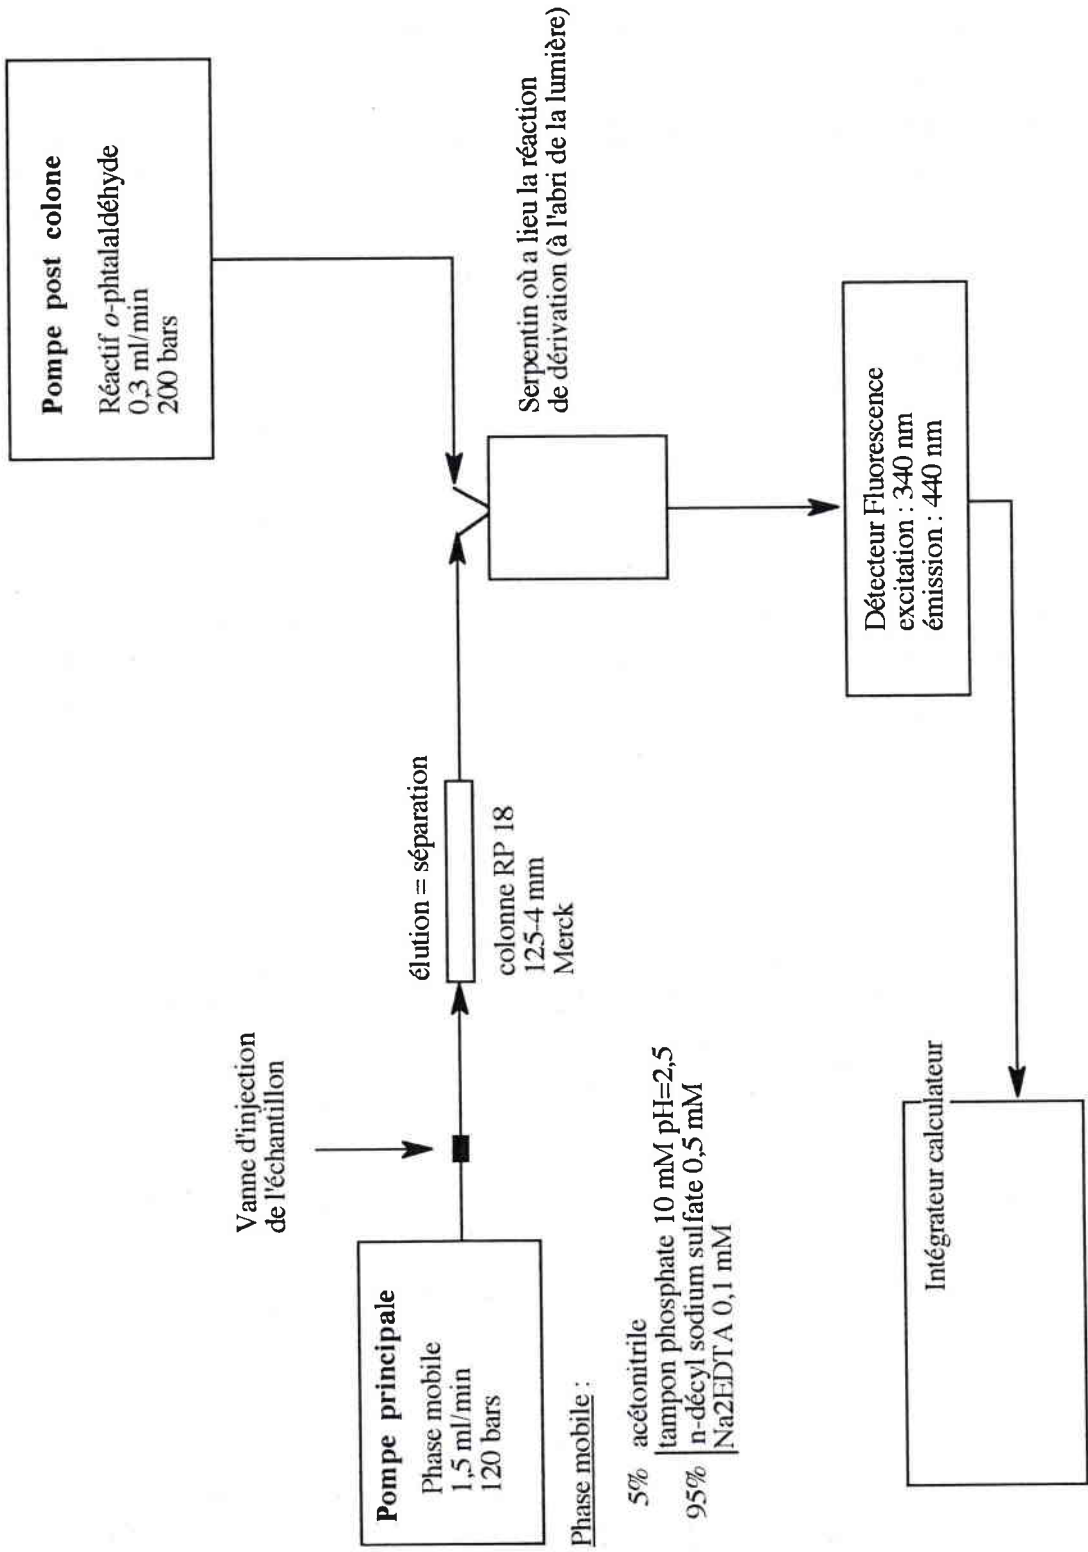 Pompe principale
Phase mobile
1,5 ml/min
120 bars
Phase mobile :
5% acétonitrile
95%
tampon phosphate 10 mM pH=2,5
n-décyl sodium sulfate 0,5 mM
Na2EDTA 0,1 mM
Vanne d'injection
de l'échantillon
élution = séparation
colonne RP 18
125-4 mm
Merck
Pompe post colone
Réactif o-phtalaldéhyde
0,3 ml/min
200 bars
Serpentin où a lieu la réaction
de dérivation (à l'abri de la lumière)
Détecteur Fluorescence
excitation : 340 nm
émission : 440 nm
Intégrateur calculateur